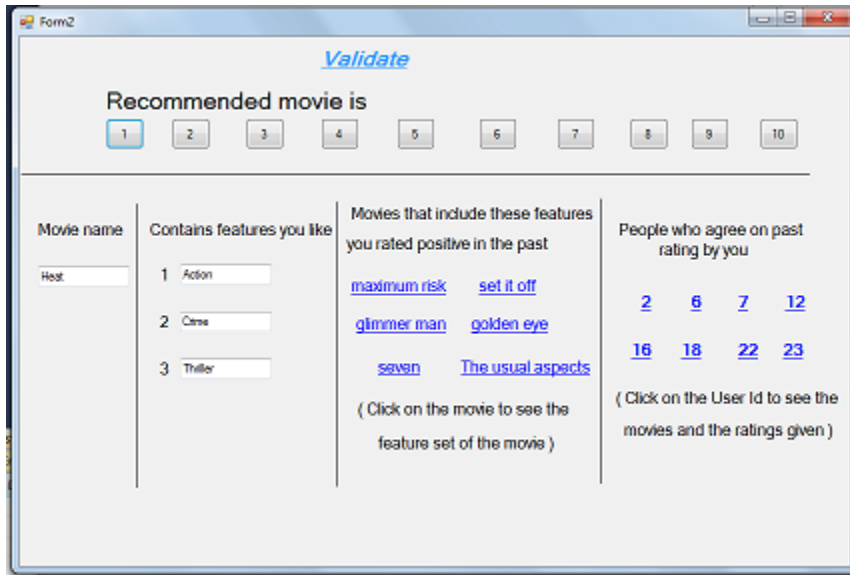 Form2
Validate
Recommended movie is
1 2 3 4 5 6 7 8 9 10
Movie name
Heat
Contains features you like
1 Action
2 Crime
3 Thriller
Movies that include these features
you rated positive in the past
maximum risk set it off
glimmer man golden eye
seven The usual aspects
( Click on the movie to see the
feature set of the movie )
People who agree on past
rating by you
2 6 7 12
16 18 22 23
( Click on the User Id to see the
movies and the ratings given )